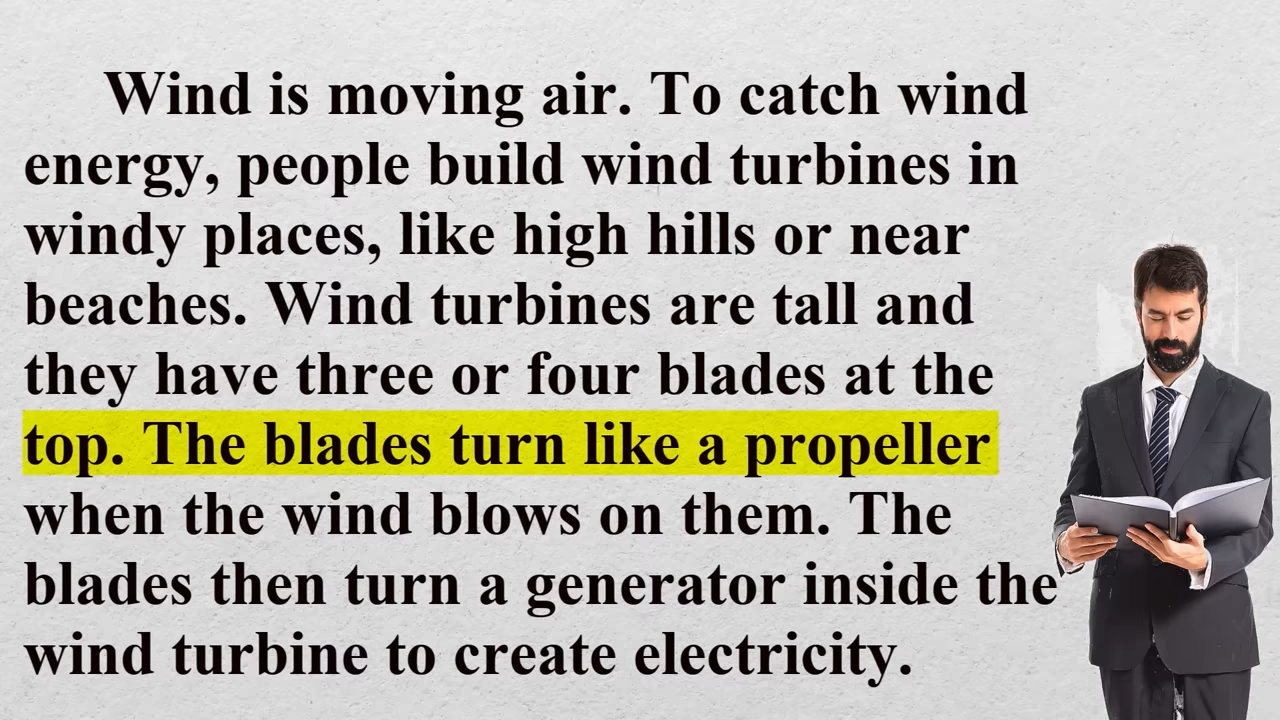 Wind is moving air. To catch wind
energy, people build wind turbines in
windy places, like high hills or near
beaches. Wind turbines are tall and
they have three or four blades at the
top. The blades turn like a propeller
when the wind blows on them. The
blades then turn a generator inside the
wind turbine to create electricity.